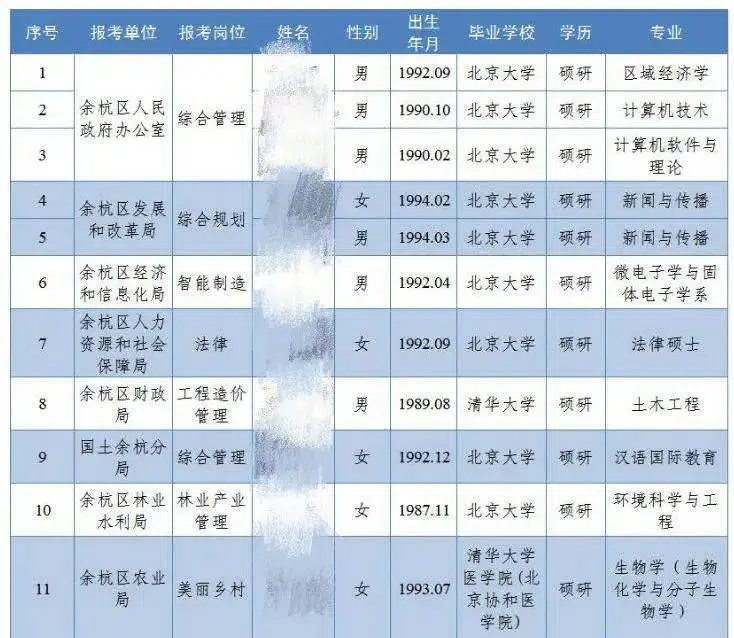 序号 报考单位 报考岗位 姓名 性别 出生年月 毕业学校 学历 专业
1 余杭区人民政府办公室 综合管理 男 1992.09 北京大学 硕研 区域经济学
2 男 1990.10 北京大学 硕研 计算机技术
3 男 1990.02 北京大学 硕研 计算机软件与理论
4 余杭区发展和改革局 综合规划 女 1994.02 北京大学 硕研 新闻与传播
5 男 1994.03 北京大学 硕研 新闻与传播
6 余杭区经济和信息化局 智能制造 男 1992.04 北京大学 硕研 微电子学与固体电子学系
7 余杭区人力资源和社会保障局 法律 女 1992.09 北京大学 硕研 法律硕士
8 余杭区财政局 工程造价管理 男 1989.08 清华大学 硕研 土木工程
9 国土余杭分局 综合管理 女 1992.12 北京大学 硕研 汉语国际教育
10 余杭区林业水利局 林业产业管理 女 1987.11 北京大学 硕研 环境科学与工程
11 余杭区农业局 美丽乡村 女 1993.07 清华大学医学院(北京协和医学院) 硕研 生物学（生物化学与分子生物学）